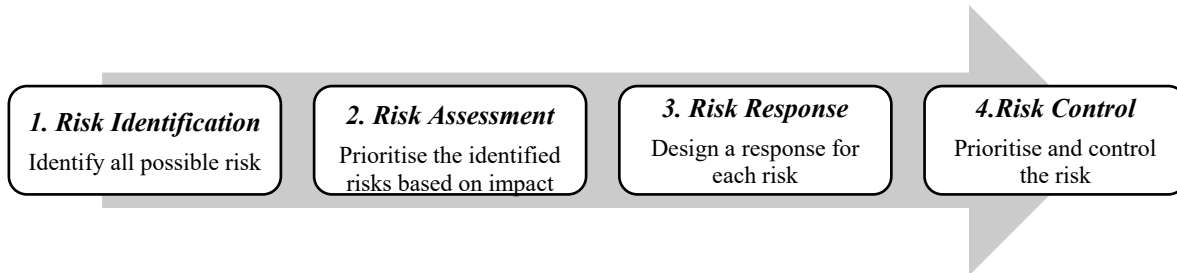 1. Risk Identification
Identify all possible risk
2. Risk Assessment
Prioritise the identified
risks based on impact
3. Risk Response
Design a response for
each risk
4.Risk Control
Prioritise and control
the risk